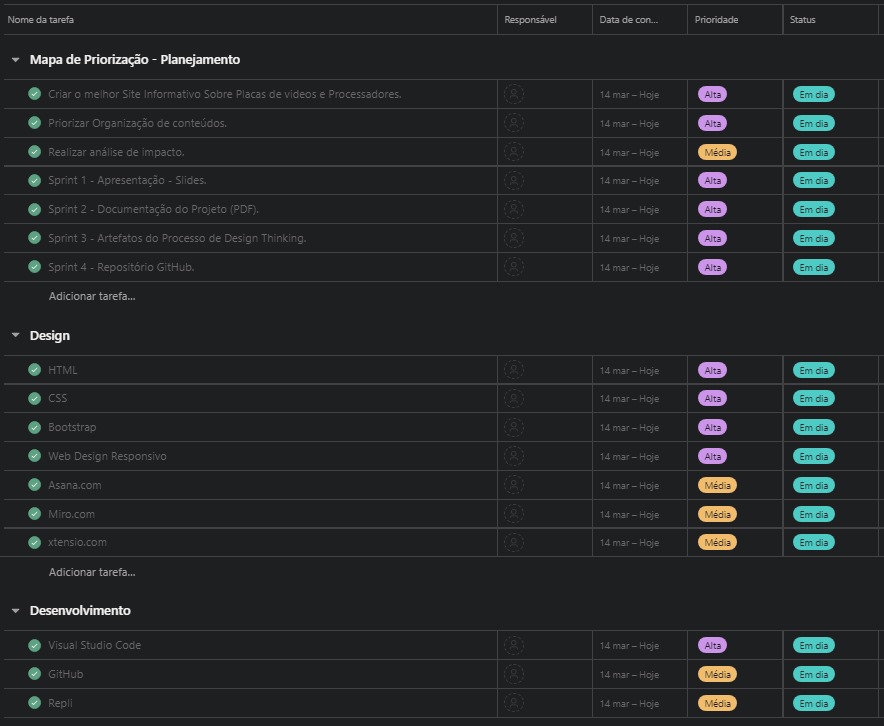 Nome da tarefa Responsável Data de con... Prioridade Status
Mapa de Priorização - Planejamento
Criar o melhor Site Informativo Sobre Placas de videos e Processadores. 14 mar – Hoje Alta Em dia
Priorizar Organização de conteúdos. 14 mar – Hoje Alta Em dia
Realizar análise de impacto. 14 mar – Hoje Média Em dia
Sprint 1 - Apresentação - Slides. 14 mar – Hoje Alta Em dia
Sprint 2 - Documentação do Projeto (PDF). 14 mar – Hoje Alta Em dia
Sprint 3 - Artefatos do Processo de Design Thinking. 14 mar – Hoje Alta Em dia
Sprint 4 - Repositório GitHub. 14 mar – Hoje Alta Em dia
Adicionar tarefa...
Design
HTML 14 mar – Hoje Alta Em dia
CSS 14 mar – Hoje Alta Em dia
Bootstrap 14 mar – Hoje Alta Em dia
Web Design Responsivo 14 mar – Hoje Alta Em dia
Asana.com 14 mar – Hoje Média Em dia
Miro.com 14 mar – Hoje Média Em dia
xtensio.com 14 mar – Hoje Média Em dia
Adicionar tarefa...
Desenvolvimento
Visual Studio Code 14 mar – Hoje Alta Em dia
GitHub 14 mar – Hoje Média Em dia
Repli 14 mar – Hoje Média Em dia